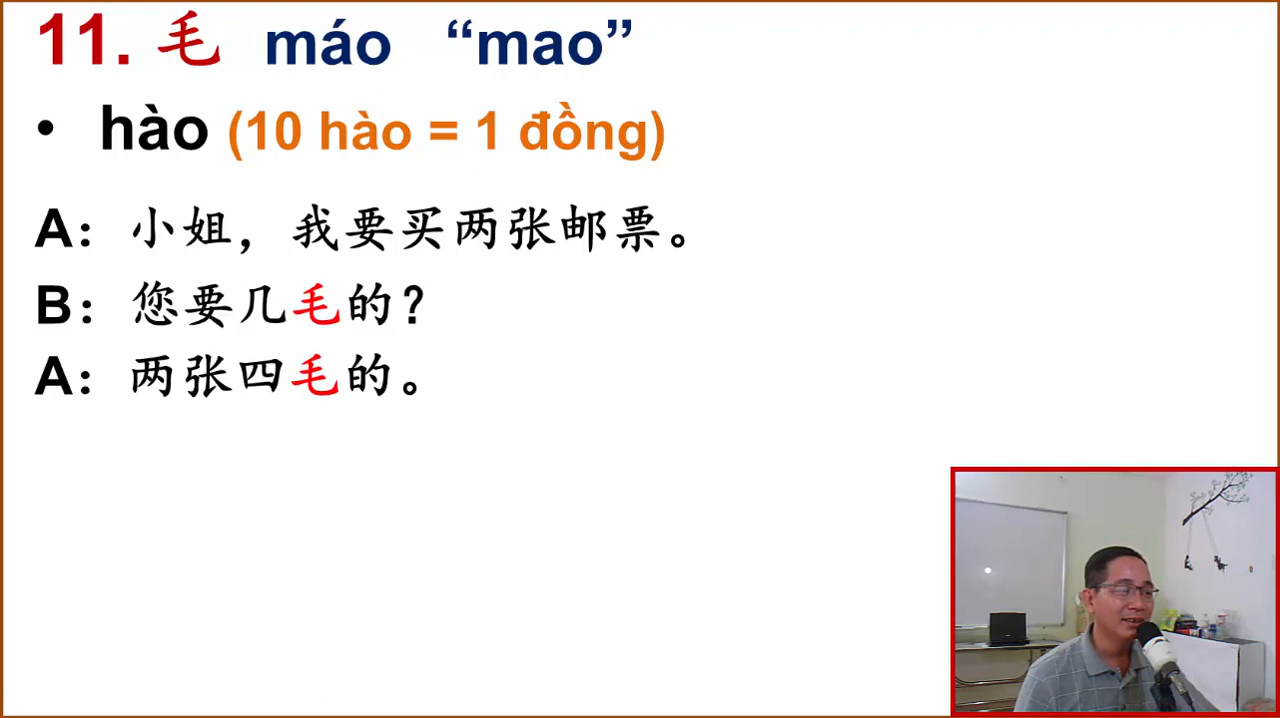 11. 毛 máo “mao”
• hào (10 hào = 1 đồng)
A：小姐，我要买两张邮票。
B：您要几毛的？
A：两张四毛的。